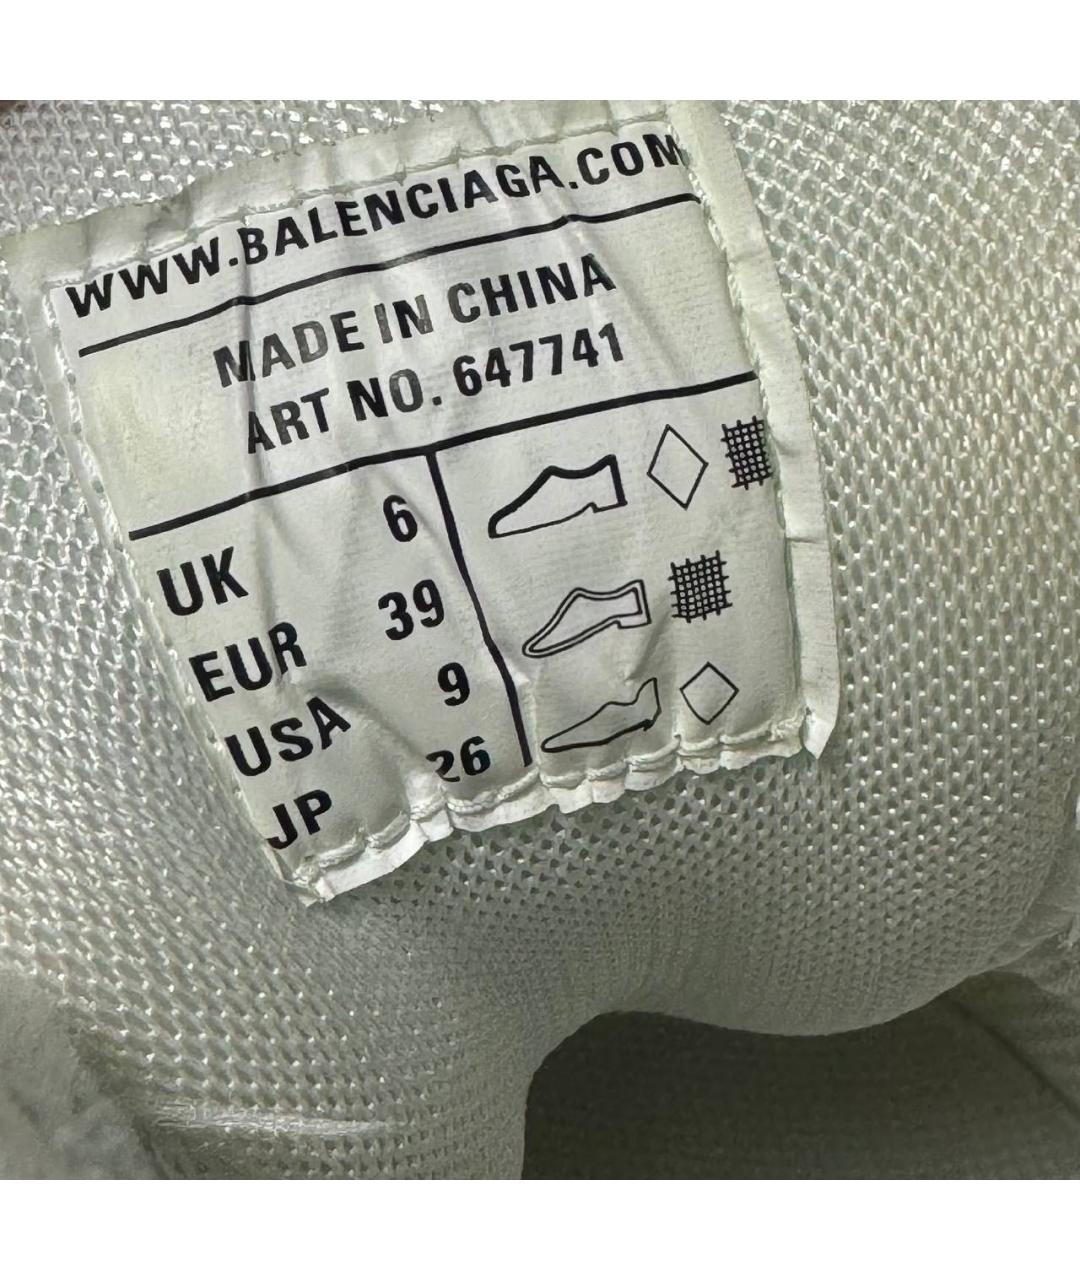 WWW.BALENCIAGA.COM
MADE IN CHINA
ART NO. 647741
UK 6
EUR 39
USA 9
JP 26